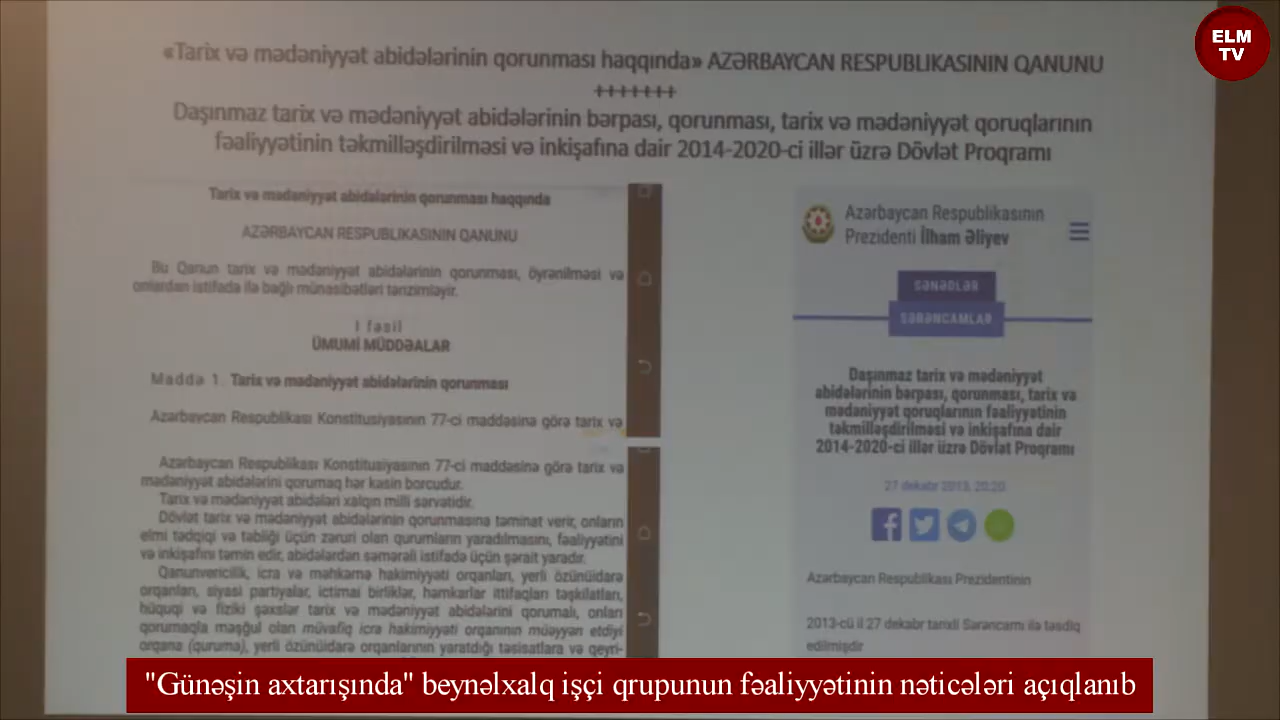 ELM
TV
«Tarix və mədəniyyət abidələrinin qorunması haqqında» AZƏRBAYCAN RESPUBLIKASININ QANUNU
+++++++
Daşınmaz tarix və mədəniyyət abidələrinin bərpası, qorunması, tarix və mədəniyyət qoruqlarının
fəaliyyətinin təkmilləşdirilməsi və inkişafına dair 2014-2020-ci illər üzrə Dövlət Proqramı
Tarix və mədəniyyət abidələrinin qorunması haqqında
AZƏRBAYCAN RESPUBLIKASININ QANUNU
Bu Qanun tarix və mədəniyyət abidələrinin qorunması, öyrənilməsi və
onlardan istifadə ilə bağlı münasibətləri tənzimləyir.
I fəsil
ÜMUMİ MÜDDƏALAR
Maddə 1. Tarix və mədəniyyət abidələrinin qorunması
Azərbaycan Respublikası Konstitusiyasının 77-ci maddəsinə görə tarix və
Azərbaycan Respublikası Konstitusiyasının 77-ci maddəsinə görə tarix və
mədəniyyət abidələrini qorumaq hər kəsin borcudur.
Tarix və mədəniyyət abidələri xalqın milli sərvətidir.
Dövlət tarix və mədəniyyət abidələrinin qorunmasına təminat verir, onların
elmi tədqiqi və təbliği üçün zəruri olan qurumların yaradılmasını, fəaliyyətini
və inkişafını təmin edir, abidələrdən səmərəli istifadə üçün şərait yaradır.
Qanunvericilik, icra və məhkəmə hakimiyyəti orqanları, yerli özünüidarə
orqanları, siyasi partiyalar, ictimai birliklər, həmkarlar ittifaqları təşkilatları,
hüquqi və fiziki şəxslər tarix və mədəniyyət abidələrini qorumalı, onları
qorumaqla məşğul olan müvafiq icra hakimiyyəti orqanının müəyyən etdiyi
orqana (quruma), yerli özünüidarə orqanlarının yaratdığı təsisatlara və qeyri-
Azərbaycan Respublikasının
Prezidenti İlham Əliyev
SƏNƏDLƏR
SƏRƏNCAMLAR
Daşınmaz tarix və mədəniyyət
abidələrinin bərpası, qorunması, tarix və
mədəniyyət qoruqlarının fəaliyyətinin
təkmilləşdirilməsi və inkişafına dair
2014-2020-ci illər üzrə Dövlət Proqramı
27 dekabr 2013, 20:20
Azərbaycan Respublikası Prezidentinin
2013-cü il 27 dekabr tarixli Sərəncamı ilə təsdiq
edilmişdir
"Günəşin axtarışında" beynəlxalq işçi qrupunun fəaliyyətinin nəticələri açıqlanıb